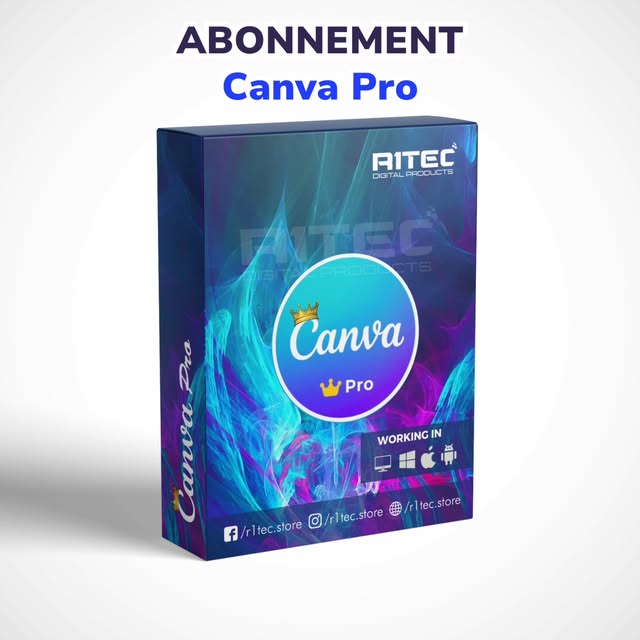 ABONNEMENT
Canva Pro
R1TEC
DIGITAL PRODUCTS
R1TEC
DIGITAL PRODUCTS
Canva
Pro
WORKING IN
Canva Pro
/r1tec.store /r1tec.store /r1tec.store